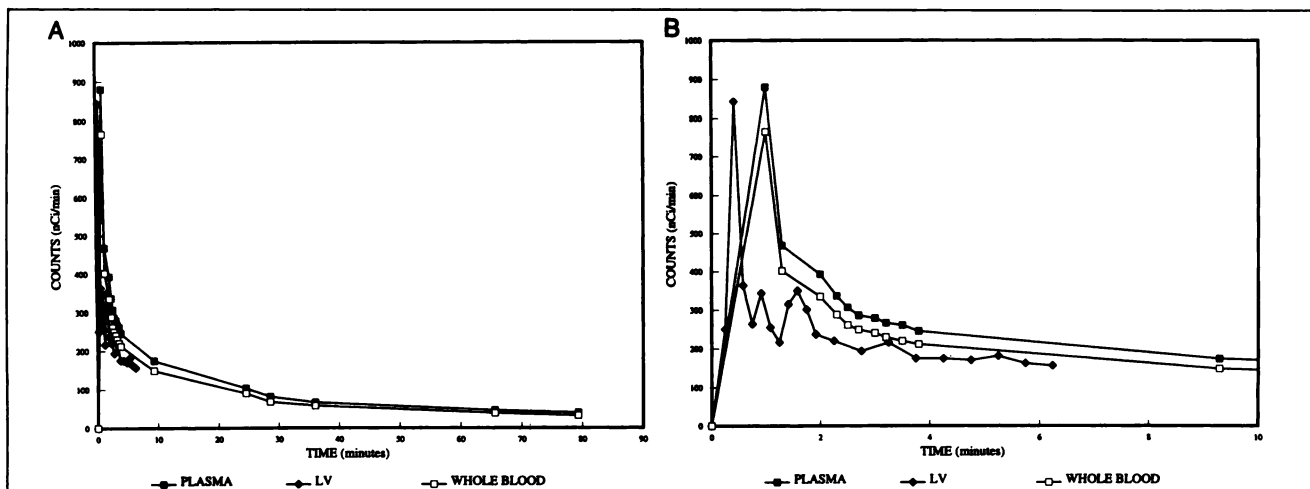 A
1000
900
800
700
600
500
400
300
200
100
0
COUNTS (nCi/min)
0 10 20 30 40 50 60 70 80 90
TIME (minutes)
PLASMA LV WHOLE BLOOD
B
1000
900
800
700
600
500
400
300
200
100
0
COUNTS (nCi/min)
0 2 4 6 8 10
TIME (minutes)
PLASMA LV WHOLE BLOOD